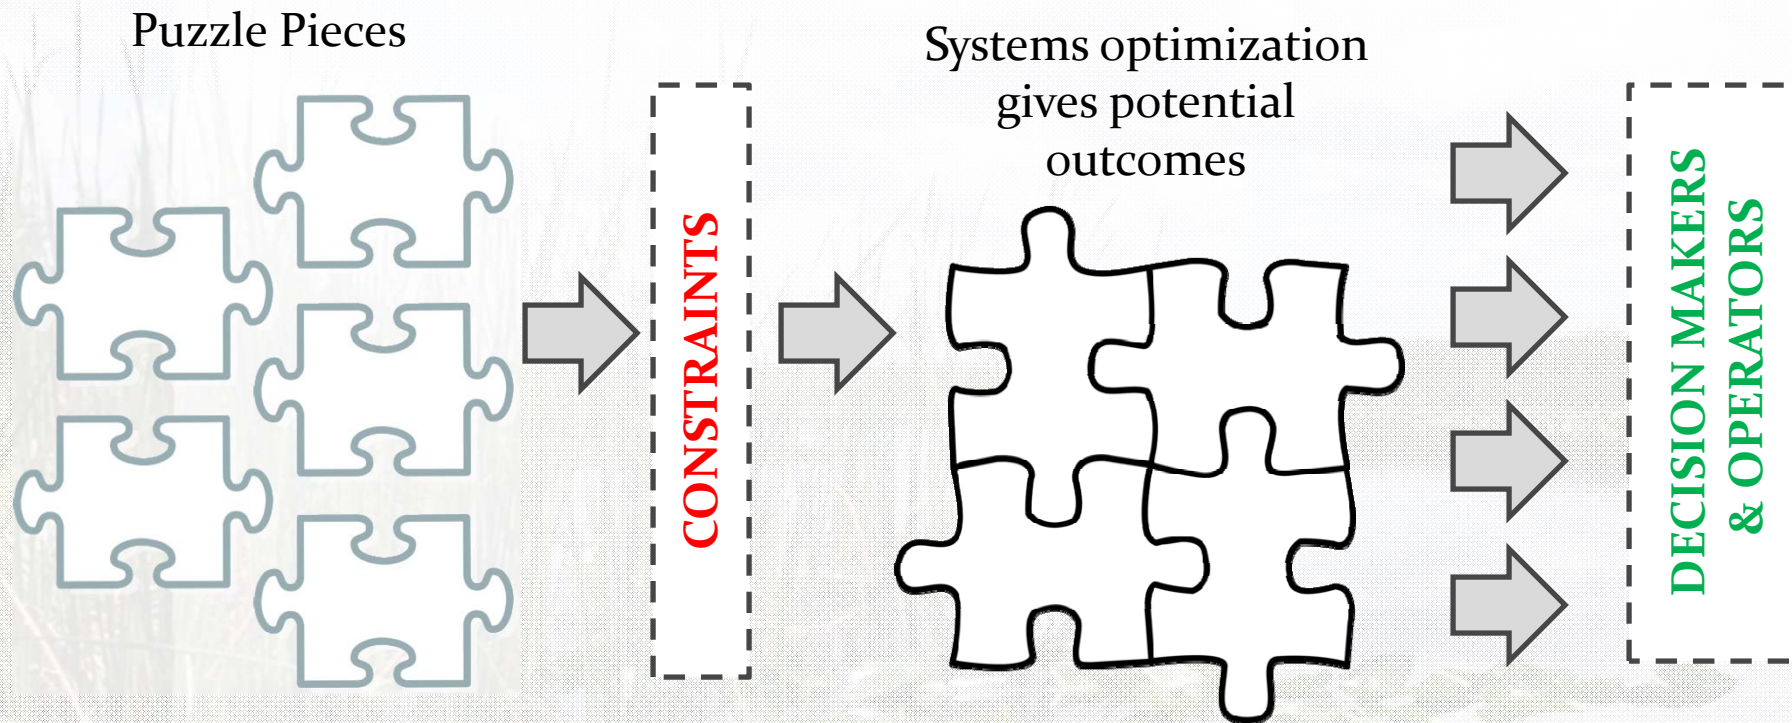 Puzzle Pieces
CONSTRAINTS
Systems optimization
gives potential
outcomes
DECISION MAKERS
& OPERATORS